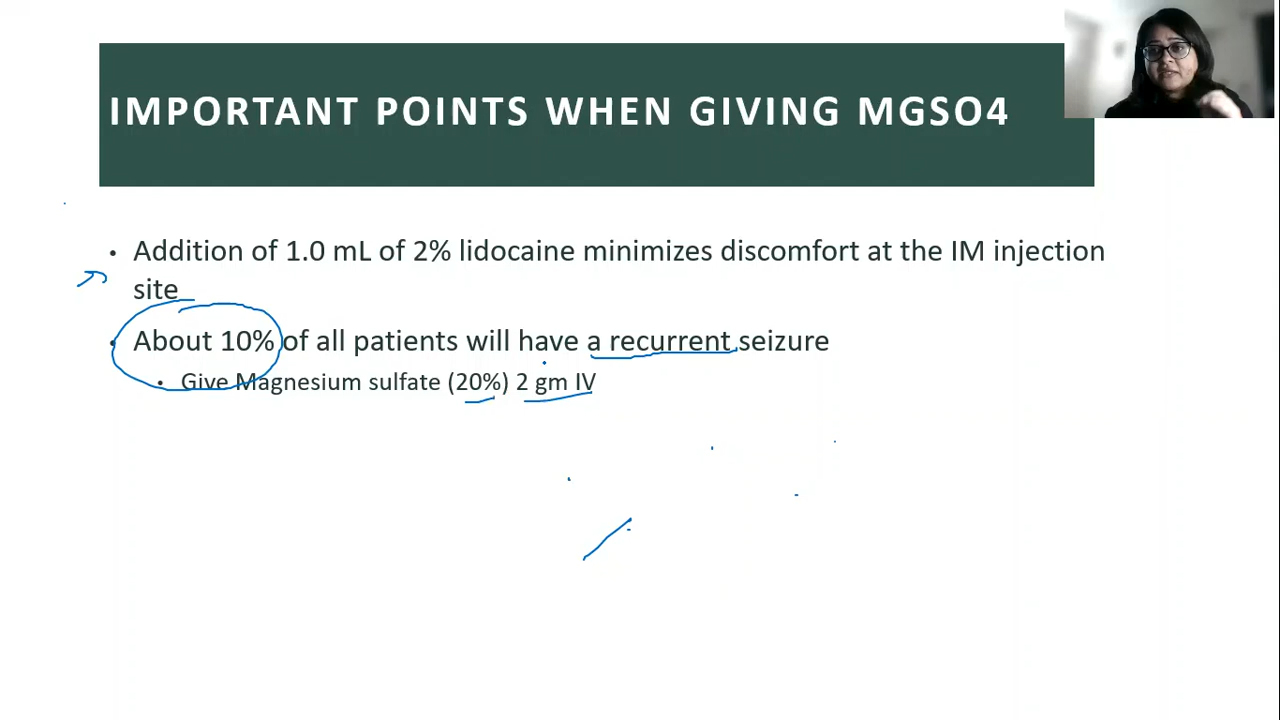 IMPORTANT POINTS WHEN GIVING MGSO4
• Addition of 1.0 mL of 2% lidocaine minimizes discomfort at the IM injection
site
• About 10% of all patients will have a recurrent seizure
• Give Magnesium sulfate (20%) 2 gm IV